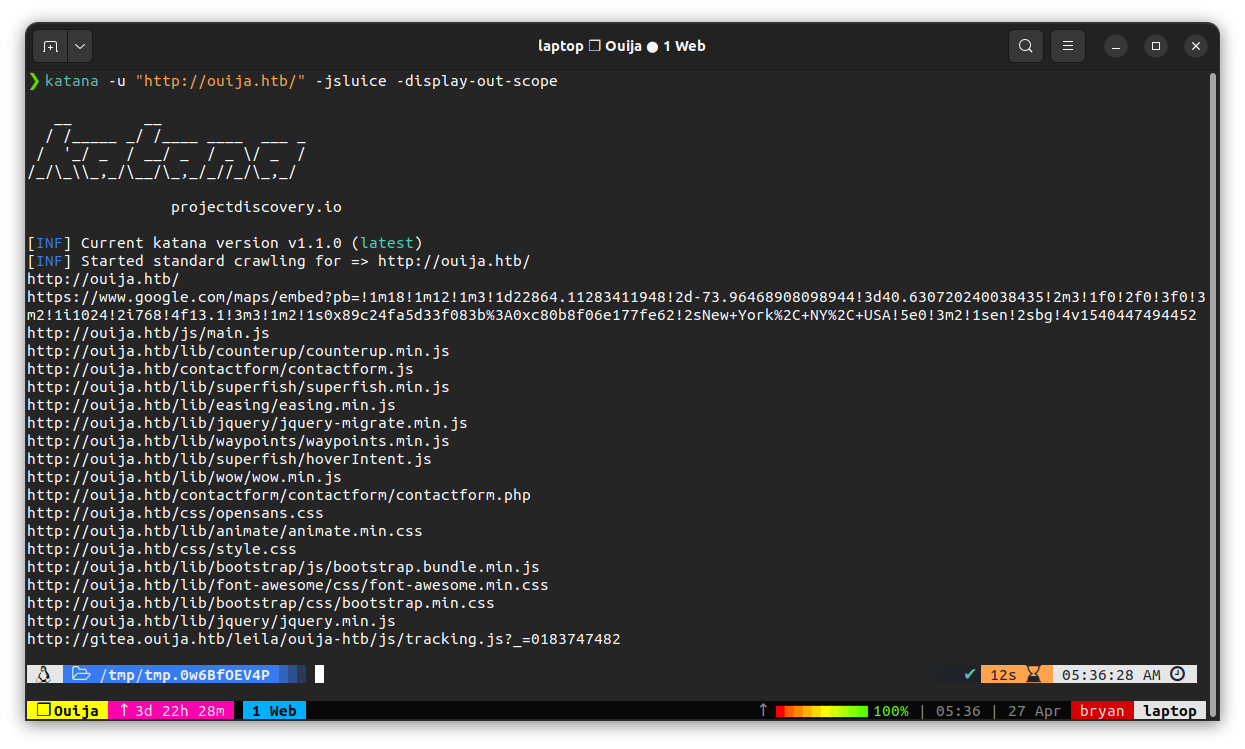 laptop ❐ Ouija ● 1 Web
❯ katana -u "http://ouija.htb/" -jsluice -display-out-scope
   __        __
  / /_____ _/ /____ ____  ___ _
 /  '_/ _  / __/ _  / _ \/ _  /
/_/\_\\_,_/\__/\_,_/_//_/\_,_/
projectdiscovery.io
[INF] Current katana version v1.1.0 (latest)
[INF] Started standard crawling for => http://ouija.htb/
http://ouija.htb/
https://www.google.com/maps/embed?pb=!1m18!1m12!1m3!1d22864.11283411948!2d-73.96468908098944!3d40.630720240038435!2m3!1f0!2f0!3f0!3
m2!1i1024!2i768!4f13.1!3m3!1m2!1s0x89c24fa5d33f083b%3A0xc80b8f06e177fe62!2sNew+York%2C+NY%2C+USA!5e0!3m2!1sen!2sbg!4v1540447494452
http://ouija.htb/js/main.js
http://ouija.htb/lib/counterup/counterup.min.js
http://ouija.htb/contactform/contactform.js
http://ouija.htb/lib/superfish/superfish.min.js
http://ouija.htb/lib/easing/easing.min.js
http://ouija.htb/lib/jquery/jquery-migrate.min.js
http://ouija.htb/lib/waypoints/waypoints.min.js
http://ouija.htb/lib/superfish/hoverIntent.js
http://ouija.htb/lib/wow/wow.min.js
http://ouija.htb/contactform/contactform/contactform.php
http://ouija.htb/css/opensans.css
http://ouija.htb/lib/animate/animate.min.css
http://ouija.htb/css/style.css
http://ouija.htb/lib/bootstrap/js/bootstrap.bundle.min.js
http://ouija.htb/lib/font-awesome/css/font-awesome.min.css
http://ouija.htb/lib/bootstrap/css/bootstrap.min.css
http://ouija.htb/lib/jquery/jquery.min.js
http://gitea.ouija.htb/leila/ouija-htb/js/tracking.js?_=0183747482
/tmp/tmp.0w6BfOEV4P ✔ 12s 05:36:28 AM
❐ Ouija ↑ 3d 22h 28m 1 Web ↑ 100% | 05:36 | 27 Apr bryan laptop